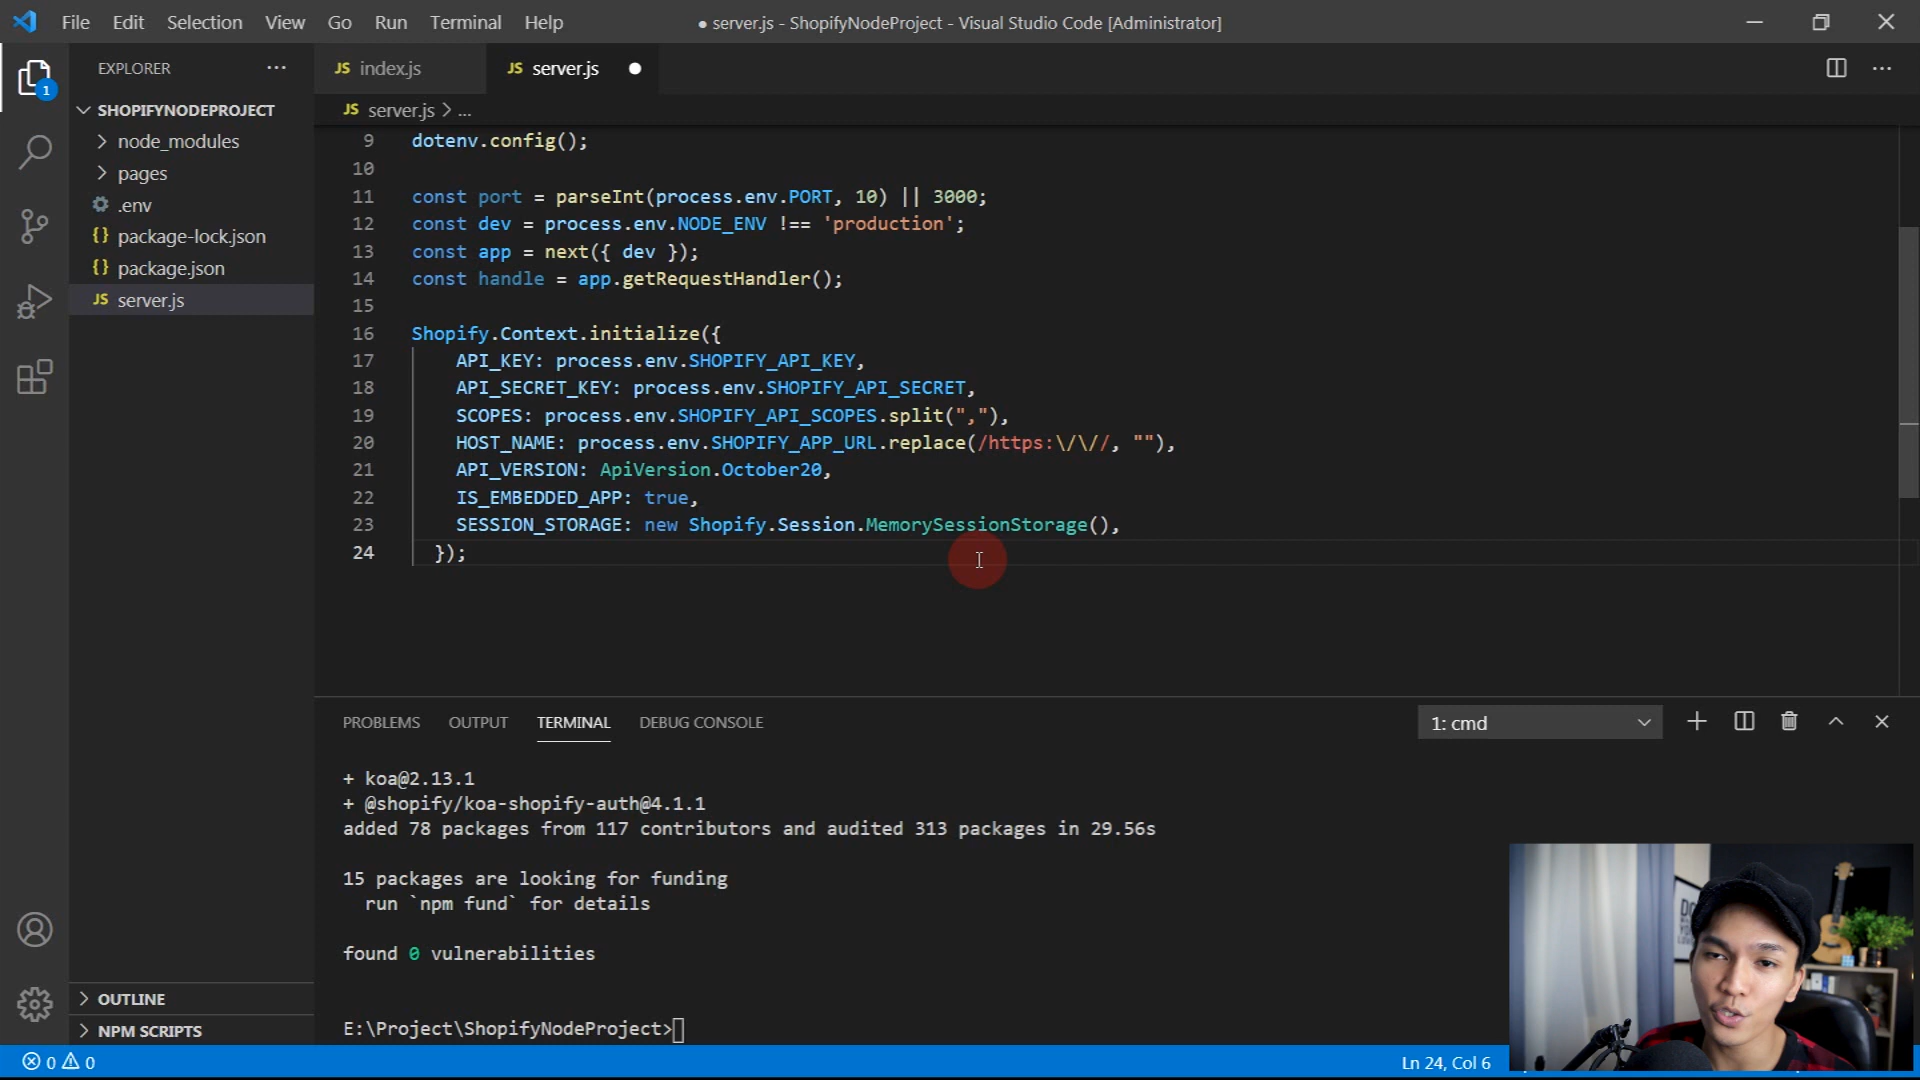 File Edit Selection View Go Run Terminal Help
● server.js - ShopifyNodeProject - Visual Studio Code [Administrator]
EXPLORER
JS index.js
JS server.js
1
SHOPIFYNODEPROJECT
JS server.js > ...
node_modules
pages
.env
{} package-lock.json
{} package.json
JS server.js
9 dotenv.config();
10
11 const port = parseInt(process.env.PORT, 10) || 3000;
12 const dev = process.env.NODE_ENV !== 'production';
13 const app = next({ dev });
14 const handle = app.getRequestHandler();
15
16 Shopify.Context.initialize({
17 API_KEY: process.env.SHOPIFY_API_KEY,
18 API_SECRET_KEY: process.env.SHOPIFY_API_SECRET,
19 SCOPES: process.env.SHOPIFY_API_SCOPES.split(","),
20 HOST_NAME: process.env.SHOPIFY_APP_URL.replace(/https:\/\//, ""),
21 API_VERSION: ApiVersion.October20,
22 IS_EMBEDDED_APP: true,
23 SESSION_STORAGE: new Shopify.Session.MemorySessionStorage(),
24 });
PROBLEMS OUTPUT TERMINAL DEBUG CONSOLE
1: cmd
+ koa@2.13.1
+ @shopify/koa-shopify-auth@4.1.1
added 78 packages from 117 contributors and audited 313 packages in 29.56s
15 packages are looking for funding
run `npm fund` for details
found 0 vulnerabilities
E:\Project\ShopifyNodeProject>
OUTLINE
NPM SCRIPTS
0 0
Ln 24, Col 6